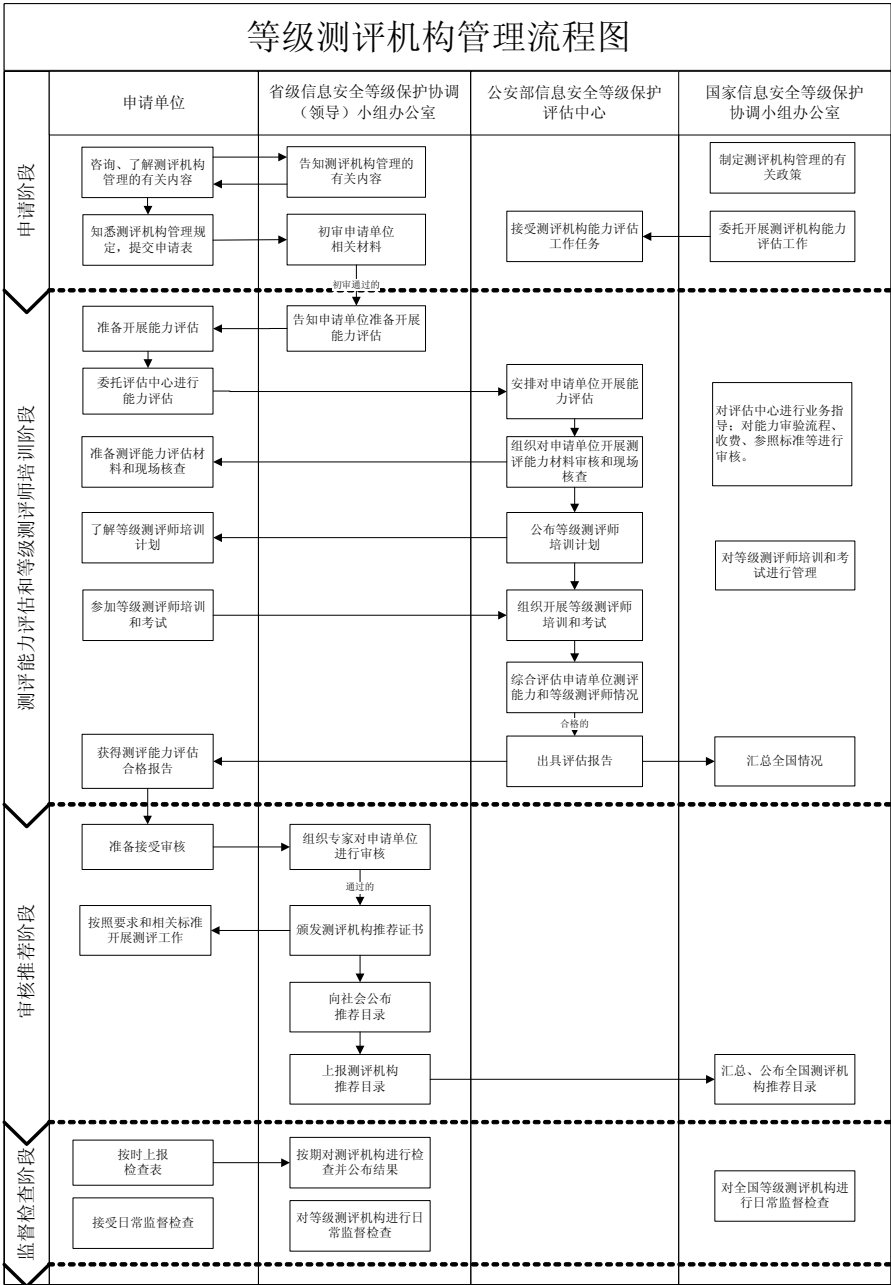 等级测评机构管理流程图
申请单位
省级信息安全等级保护协调
（领导）小组办公室
公安部信息安全等级保护
评估中心
国家信息安全等级保护
协调小组办公室
申请阶段
咨询、了解测评机构
管理的有关内容
告知测评机构管理的
有关内容
制定测评机构管理的有
关政策
知悉测评机构管理规
定，提交申请表
初审申请单位
相关材料
接受测评机构能力评估
工作任务
委托开展测评机构能力
评估工作
初审通过的
测评能力评估和等级测评师培训阶段
准备开展能力评估
告知申请单位准备开展
能力评估
委托评估中心进行
能力评估
安排对申请单位开展能
力评估
对评估中心进行业务指
导；对能力审验流程、
收费、参照标准等进行
审核。
准备测评能力评估材
料和现场核查
组织对申请单位开展测
评能力材料审核和现场
核查
了解等级测评师培训
计划
公布等级测评师
培训计划
对等级测评师培训和考
试进行管理
参加等级测评师培训
和考试
组织开展等级测评师
培训和考试
综合评估申请单位测评
能力和等级测评师情况
合格的
获得测评能力评估
合格报告
出具评估报告
汇总全国情况
审核推荐阶段
准备接受审核
组织专家对申请单位
进行审核
通过的
按照要求和相关标准
开展测评工作
颁发测评机构推荐证书
向社会公布
推荐目录
上报测评机构
推荐目录
汇总、公布全国测评机
构推荐目录
监督检查阶段
按时上报
检查表
按期对测评机构进行检
查并公布结果
对全国等级测评机构进
行日常监督检查
接受日常监督检查
对等级测评机构进行日
常监督检查